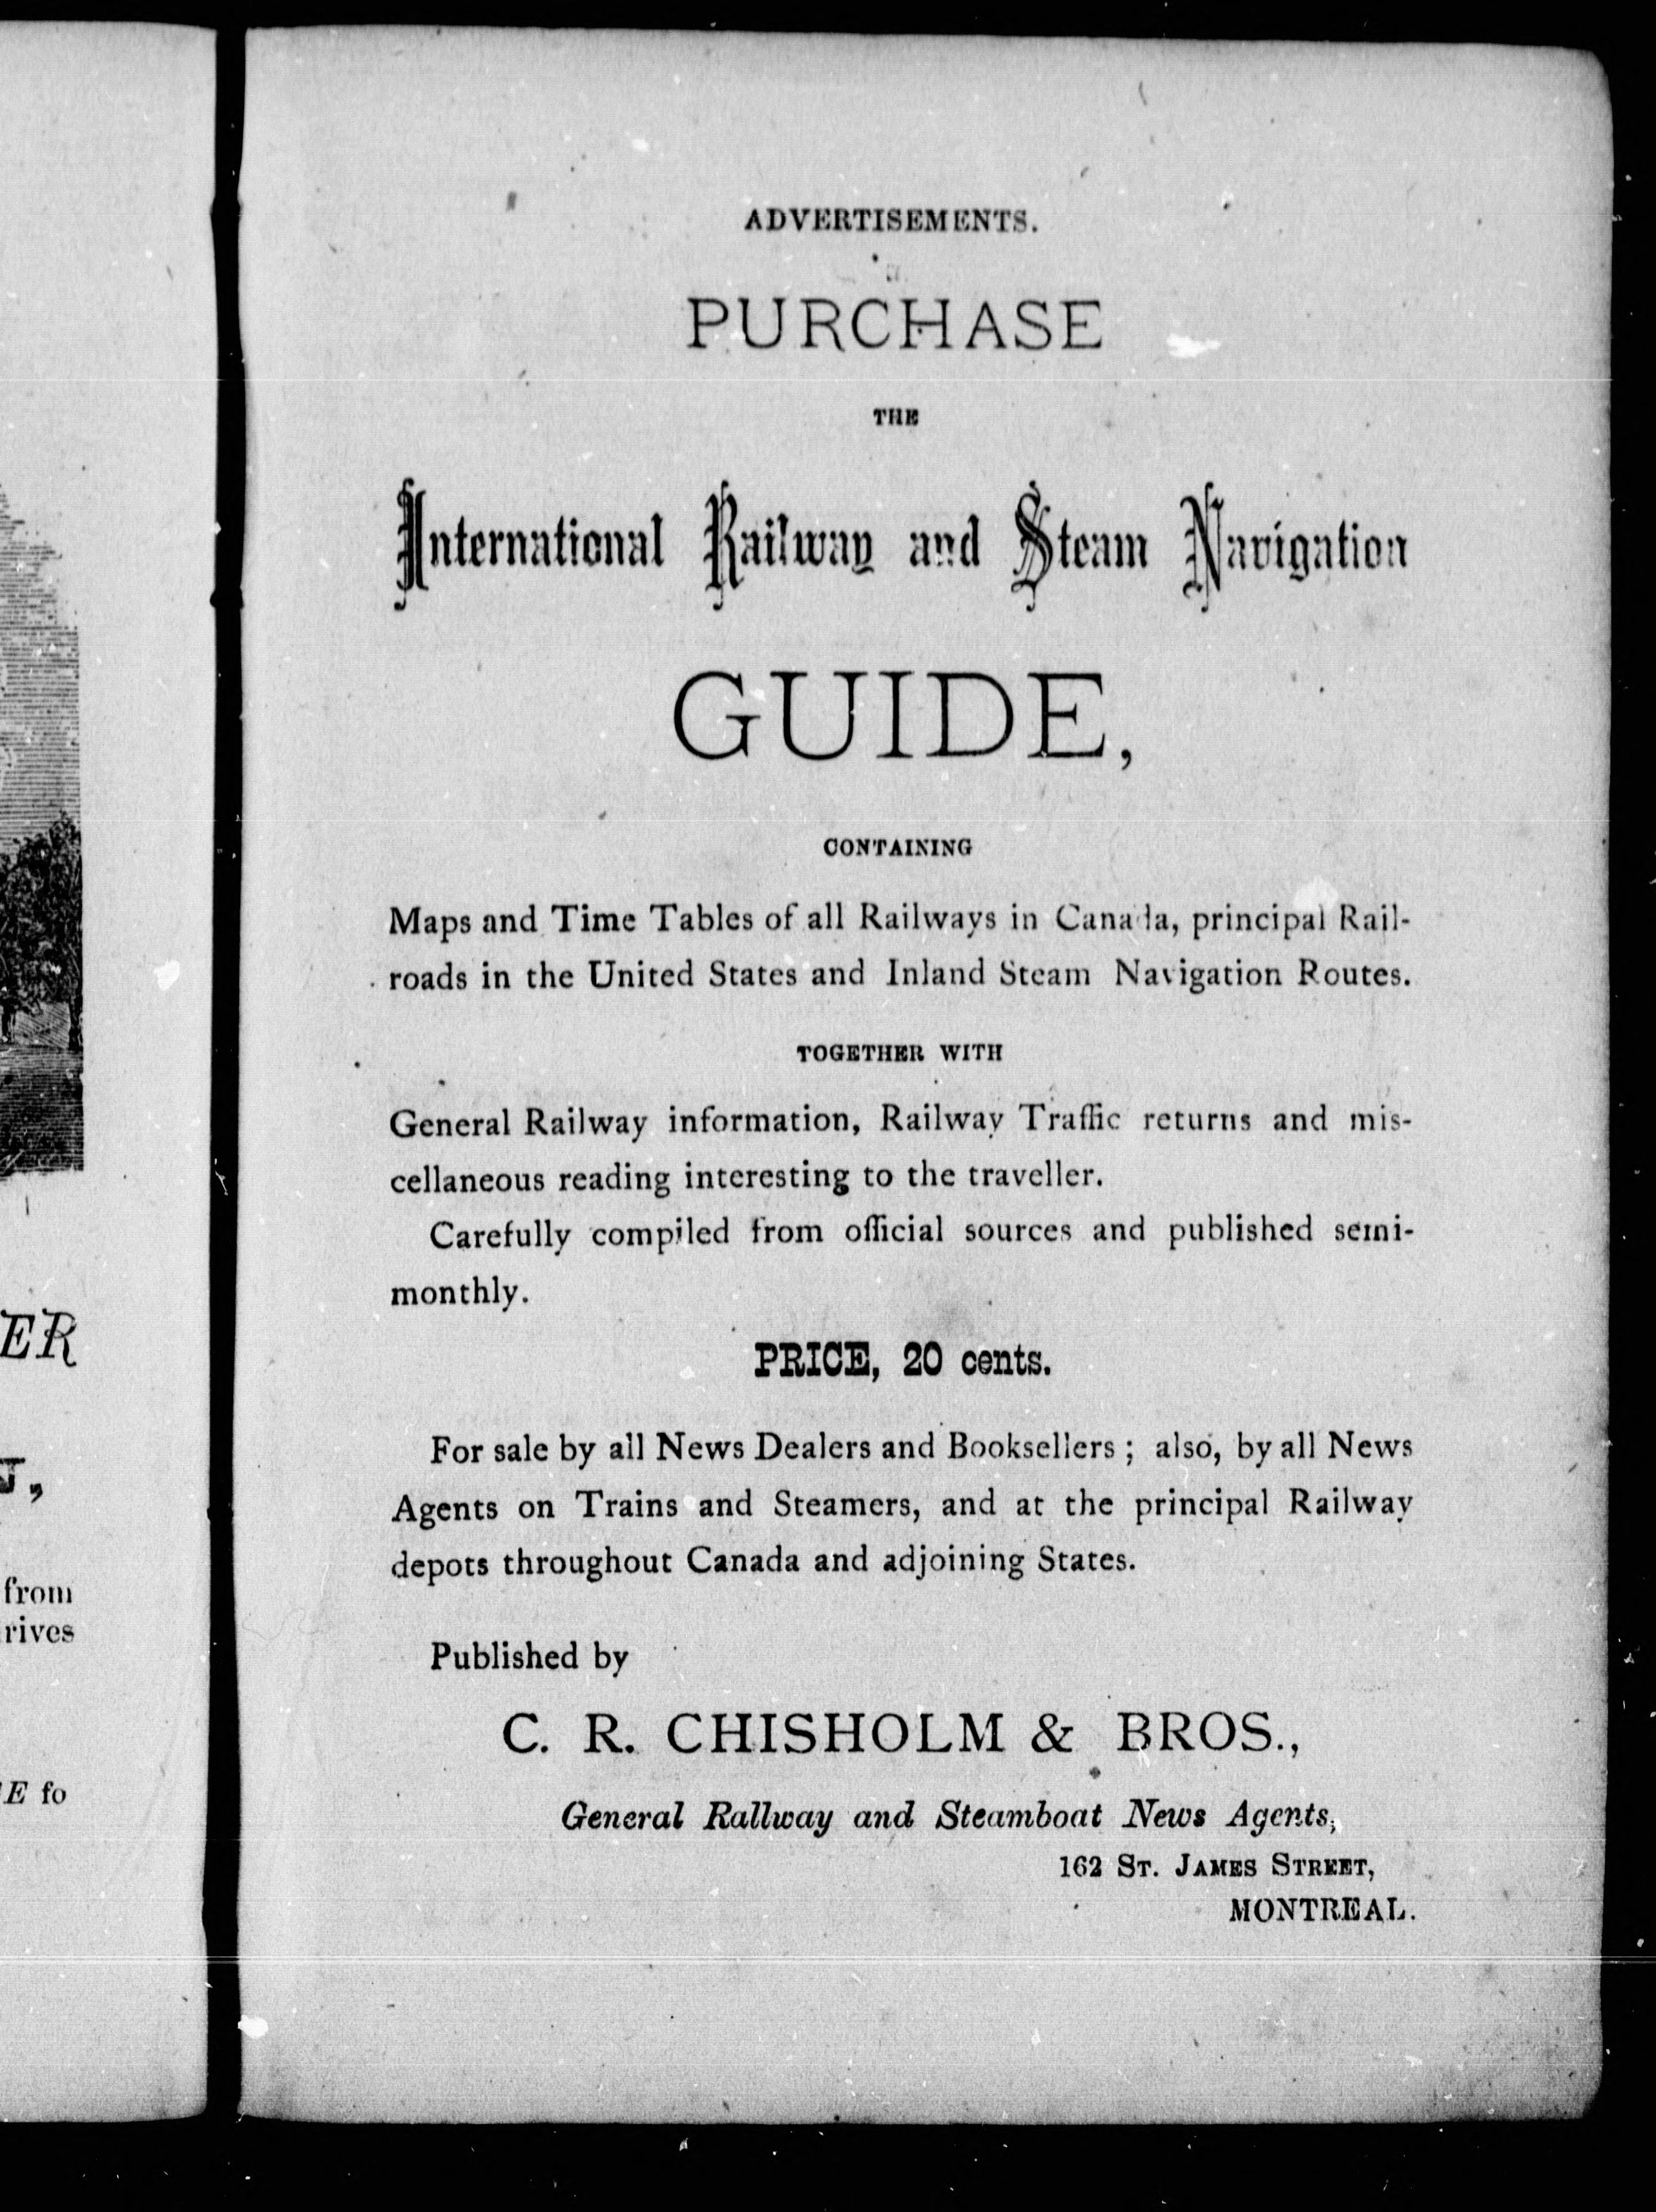 ADVERTISEMENTS.
PURCHASE
THE
International Railway and Steam Navigation
GUIDE,
CONTAINING
Maps and Time Tables of all Railways in Canada, principal Rail-
roads in the United States and Inland Steam Navigation Routes.
TOGETHER WITH
General Railway information, Railway Traffic returns and mis-
cellaneous reading interesting to the traveller.
Carefully compiled from official sources and published semi-
monthly.
PRICE, 20 cents.
For sale by all News Dealers and Booksellers ; also, by all News
Agents on Trains and Steamers, and at the principal Railway
depots throughout Canada and adjoining States.
Published by
C. R. CHISHOLM & BROS.,
General Railway and Steamboat News Agents,
162 ST. JAMES STREET,
MONTREAL.
ER
from
rives
E fo